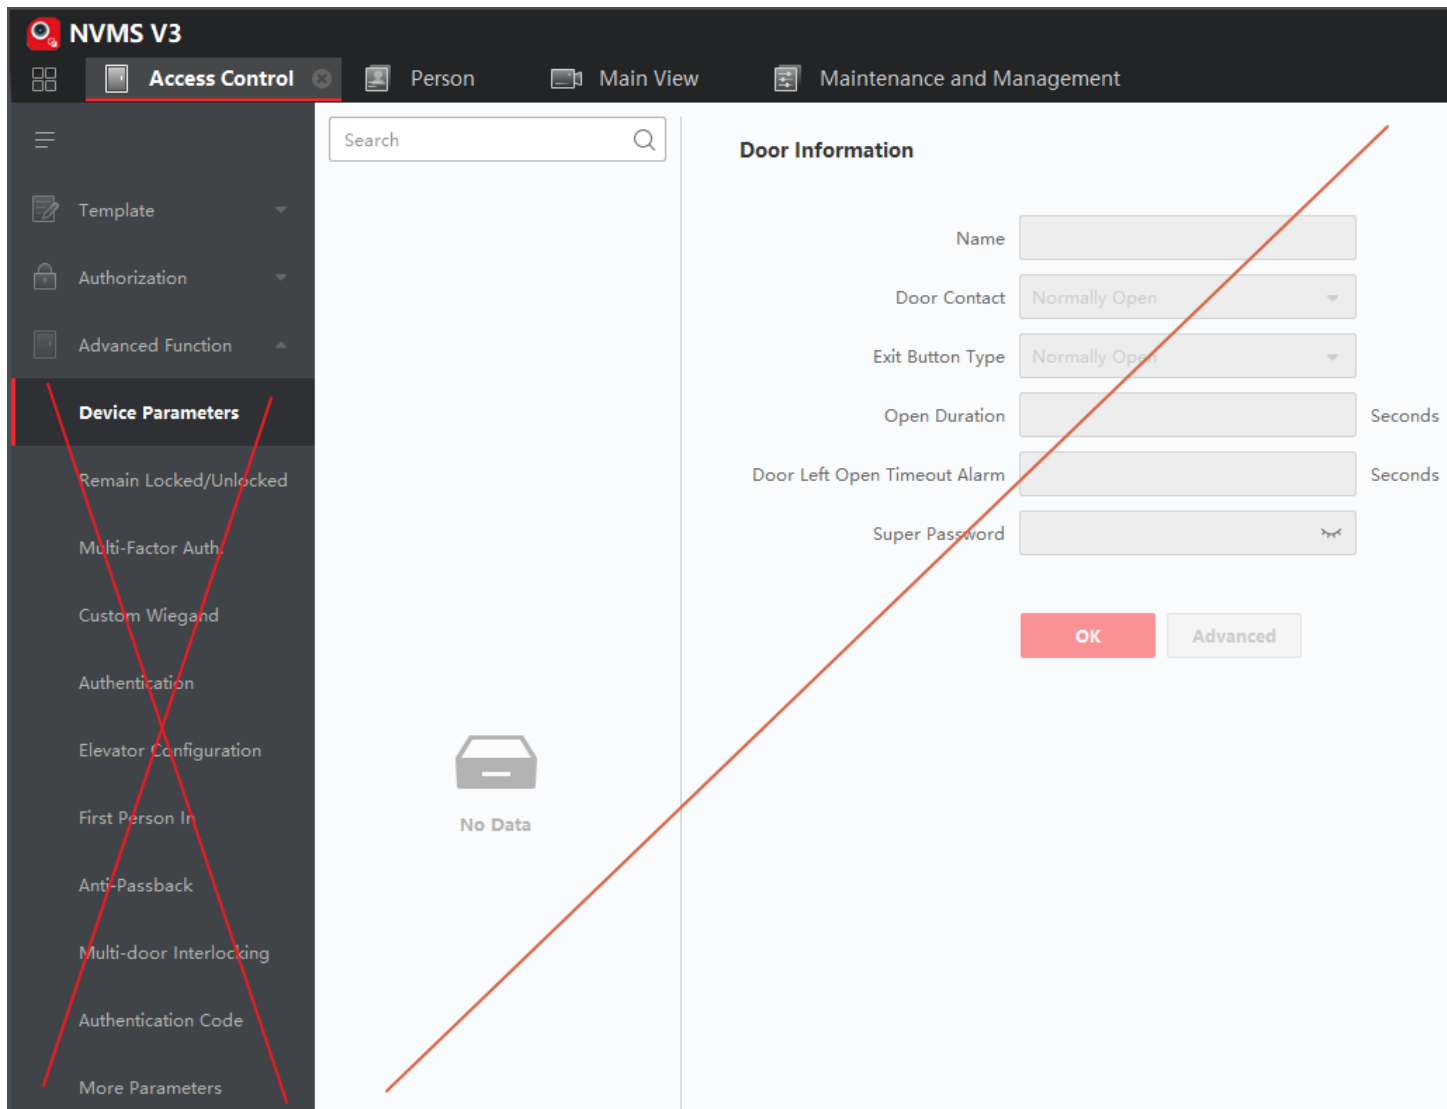 NVMS V3
Access Control
Person
Main View
Maintenance and Management
Template
Authorization
Advanced Function
Device Parameters
Remain Locked/Unlocked
Multi-Factor Auth.
Custom Wiegand
Authentication
Elevator Configuration
First Person In
Anti-Passback
Multi-door Interlocking
Authentication Code
More Parameters
Search
No Data
Door Information
Name
Door Contact Normally Open
Exit Button Type Normally Open
Open Duration Seconds
Door Left Open Timeout Alarm Seconds
Super Password
OK Advanced